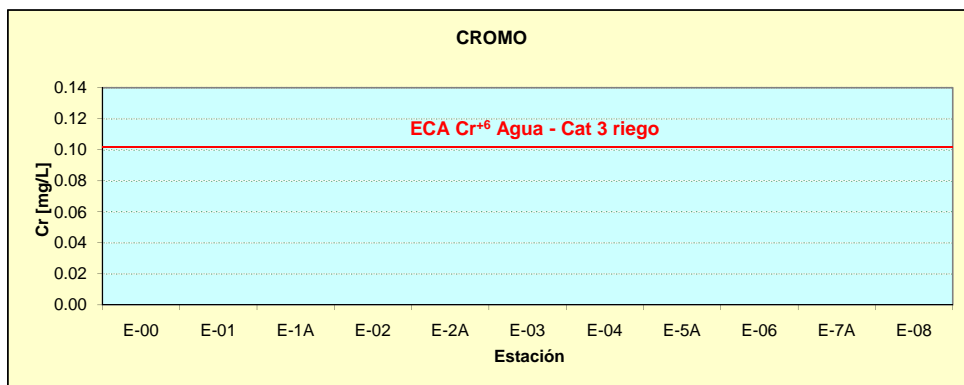 CROMO
Cr [mg/L]
0.14
0.12
0.10
0.08
0.06
0.04
0.02
0.00
ECA Cr⁺⁶ Agua - Cat 3 riego
E-00 E-01 E-1A E-02 E-2A E-03 E-04 E-5A E-06 E-7A E-08
Estación